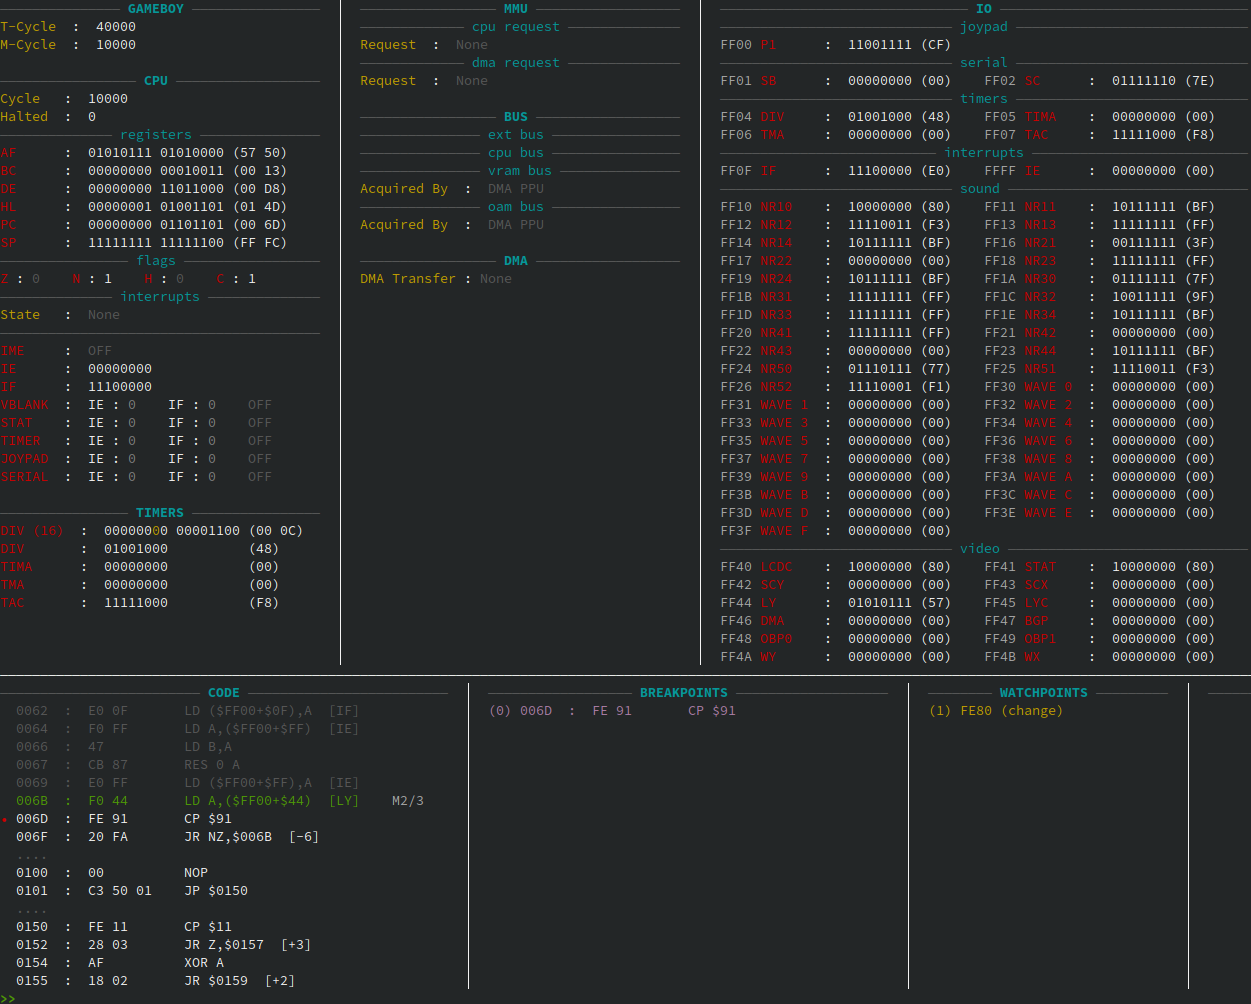 GAMEBOY
T-Cycle  :  40000
M-Cycle  :  10000
CPU
Cycle   :  10000
Halted  :  0
registers
AF      :  01010111 01010000 (57 50)
BC      :  00000000 00010011 (00 13)
DE      :  00000000 11011000 (00 D8)
HL      :  00000001 01001101 (01 4D)
PC      :  00000000 01101101 (00 6D)
SP      :  11111111 11111100 (FF FC)
flags
Z : 0    N : 1    H : 0    C : 1
interrupts
State   :  None
IME     :  OFF
IE      :  00000000
IF      :  11100000
VBLANK  :  IE : 0    IF : 0    OFF
STAT    :  IE : 0    IF : 0    OFF
TIMER   :  IE : 0    IF : 0    OFF
JOYPAD  :  IE : 0    IF : 0    OFF
SERIAL  :  IE : 0    IF : 0    OFF
TIMERS
DIV (16)  :  00000000 00001100 (00 0C)
DIV       :  01001000          (48)
TIMA      :  00000000          (00)
TMA       :  00000000          (00)
TAC       :  11111000          (F8)
MMU
cpu request
Request  :  None
dma request
Request  :  None
BUS
ext bus
cpu bus
vram bus
Acquired By  :  DMA PPU
oam bus
Acquired By  :  DMA PPU
DMA
DMA Transfer : None
IO
joypad
FF00 P1      :  11001111 (CF)
serial
FF01 SB      :  00000000 (00)    FF02 SC      :  01111110 (7E)
timers
FF04 DIV     :  01001000 (48)    FF05 TIMA    :  00000000 (00)
FF06 TMA     :  00000000 (00)    FF07 TAC     :  11111000 (F8)
interrupts
FF0F IF      :  11100000 (E0)    FFFF IE      :  00000000 (00)
sound
FF10 NR10    :  10000000 (80)    FF11 NR11    :  10111111 (BF)
FF12 NR12    :  11110011 (F3)    FF13 NR13    :  11111111 (FF)
FF14 NR14    :  10111111 (BF)    FF16 NR21    :  00111111 (3F)
FF17 NR22    :  00000000 (00)    FF18 NR23    :  11111111 (FF)
FF19 NR24    :  10111111 (BF)    FF1A NR30    :  01111111 (7F)
FF1B NR31    :  11111111 (FF)    FF1C NR32    :  10011111 (9F)
FF1D NR33    :  11111111 (FF)    FF1E NR34    :  10111111 (BF)
FF20 NR41    :  11111111 (FF)    FF21 NR42    :  00000000 (00)
FF22 NR43    :  00000000 (00)    FF23 NR44    :  10111111 (BF)
FF24 NR50    :  01110111 (77)    FF25 NR51    :  11110011 (F3)
FF26 NR52    :  11110001 (F1)    FF30 WAVE 0  :  00000000 (00)
FF31 WAVE 1  :  00000000 (00)    FF32 WAVE 2  :  00000000 (00)
FF33 WAVE 3  :  00000000 (00)    FF34 WAVE 4  :  00000000 (00)
FF35 WAVE 5  :  00000000 (00)    FF36 WAVE 6  :  00000000 (00)
FF37 WAVE 7  :  00000000 (00)    FF38 WAVE 8  :  00000000 (00)
FF39 WAVE 9  :  00000000 (00)    FF3A WAVE A  :  00000000 (00)
FF3B WAVE B  :  00000000 (00)    FF3C WAVE C  :  00000000 (00)
FF3D WAVE D  :  00000000 (00)    FF3E WAVE E  :  00000000 (00)
FF3F WAVE F  :  00000000 (00)
video
FF40 LCDC    :  10000000 (80)    FF41 STAT    :  10000000 (80)
FF42 SCY     :  00000000 (00)    FF43 SCX     :  00000000 (00)
FF44 LY      :  01010111 (57)    FF45 LYC     :  00000000 (00)
FF46 DMA     :  00000000 (00)    FF47 BGP     :  00000000 (00)
FF48 OBP0    :  00000000 (00)    FF49 OBP1    :  00000000 (00)
FF4A WY      :  00000000 (00)    FF4B WX      :  00000000 (00)
CODE
0062  :  E0 0F       LD ($FF00+$0F),A  [IF]
0064  :  F0 FF       LD A,($FF00+$FF)  [IE]
0066  :  47          LD B,A
0067  :  CB 87       RES 0 A
0069  :  E0 FF       LD ($FF00+$FF),A  [IE]
006B  :  F0 44       LD A,($FF00+$44)  [LY]    M2/3
• 006D  :  FE 91       CP $91
006F  :  20 FA       JR NZ,$006B  [-6]
....
0100  :  00          NOP
0101  :  C3 50 01    JP $0150
....
0150  :  FE 11       CP $11
0152  :  28 03       JR Z,$0157  [+3]
0154  :  AF          XOR A
0155  :  18 02       JR $0159  [+2]
BREAKPOINTS
(0) 006D  :  FE 91       CP $91
WATCHPOINTS
(1) FE80 (change)
>>